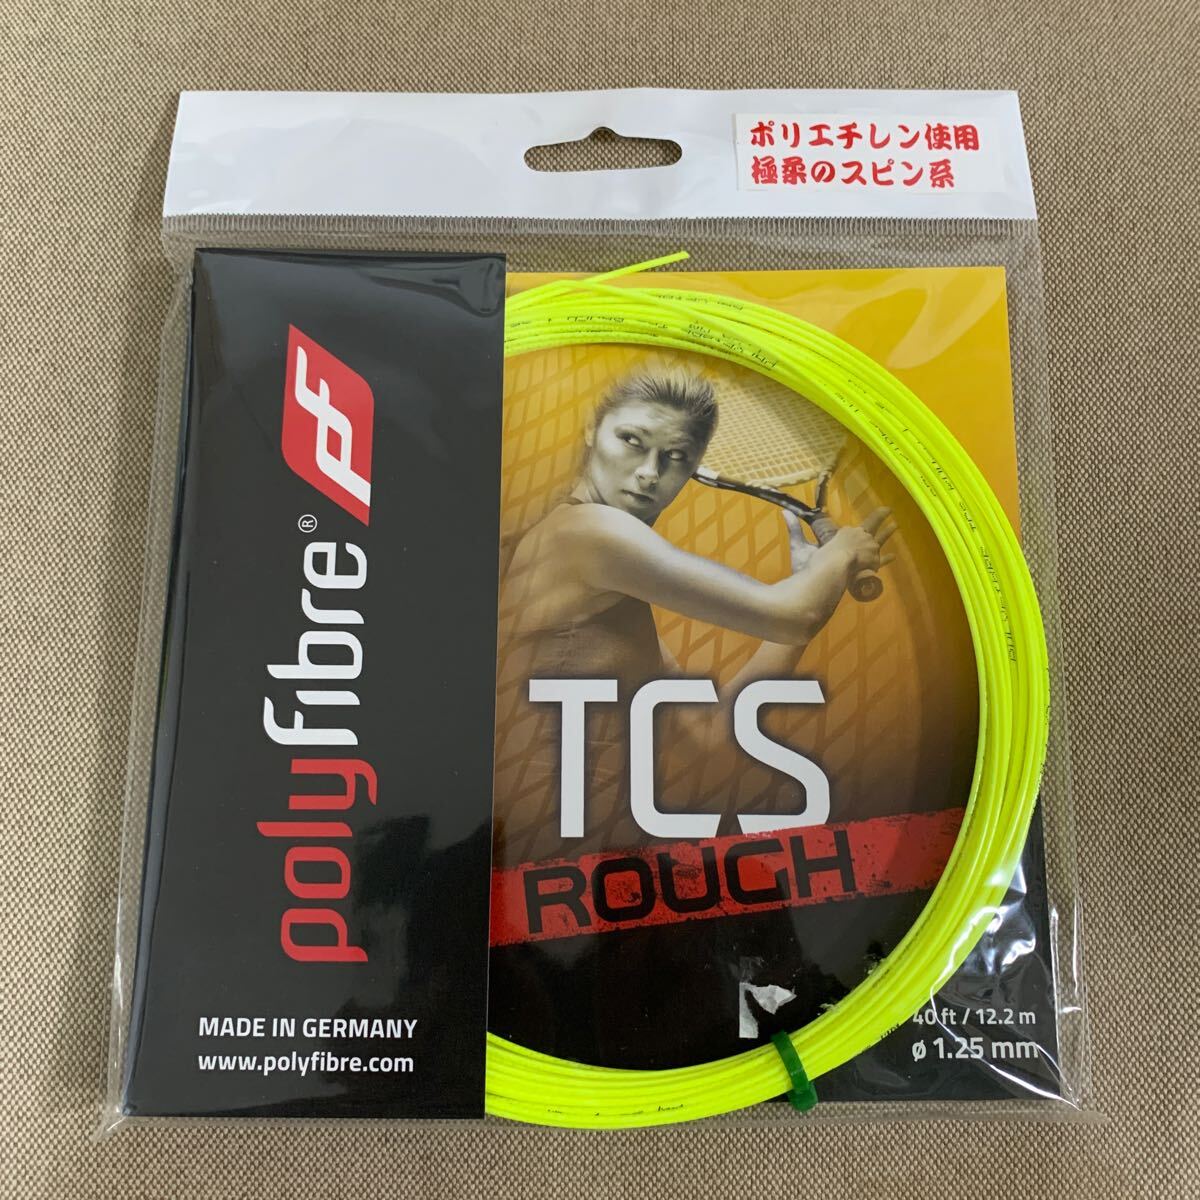 ポリエチレン使用
極柔のスピン系
polyfibre®
TCS
ROUGH
MADE IN GERMANY
www.polyfibre.com
40 ft / 12.2 m
ø 1.25 mm